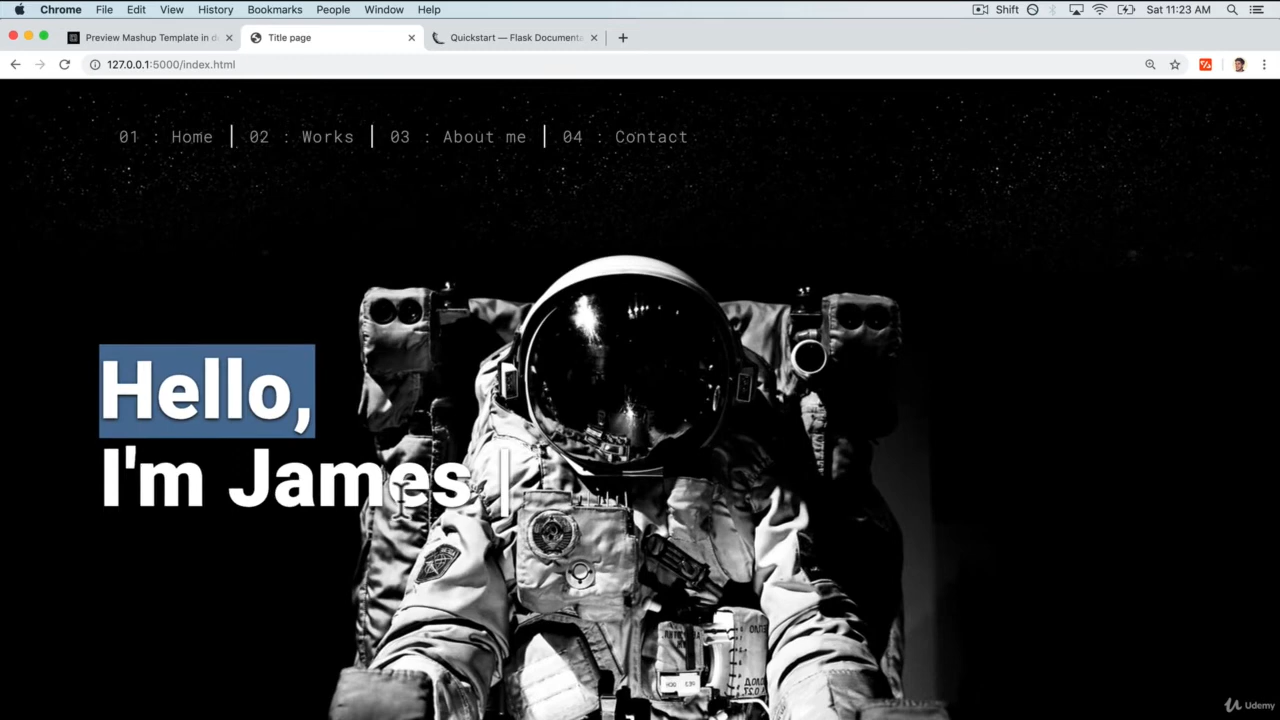 Chrome File Edit View History Bookmarks People Window Help Shift Sat 11:23 AM
Preview Mashup Template in d Title page Quickstart — Flask Documenta
127.0.0.1:5000/index.html
01 : Home 02 : Works 03 : About me 04 : Contact
Hello,
I'm James |
Udemy